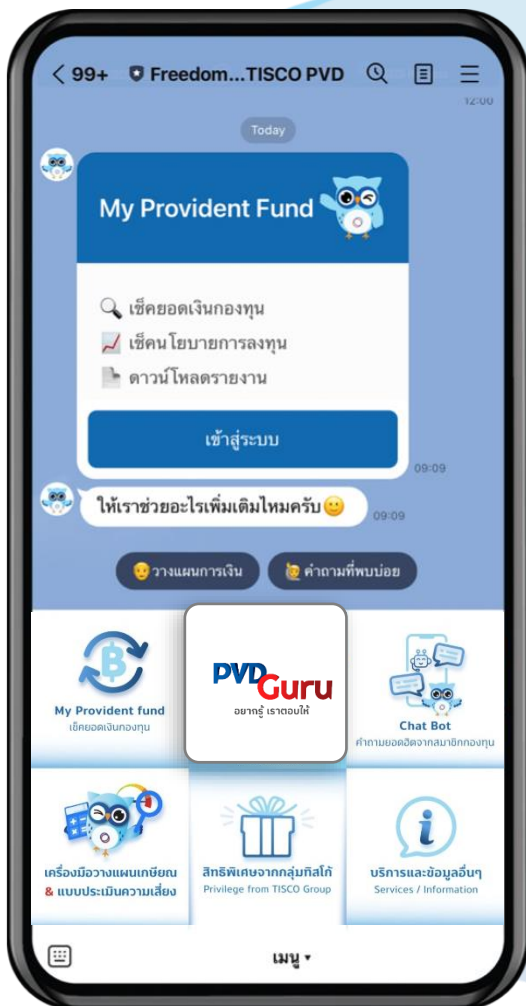 99+ Freedom...TISCO PVD
12:00
Today
My Provident Fund
เช็คยอดเงินกองทุน
เช็คนโยบายการลงทุน
ดาวน์โหลดรายงาน
เข้าสู่ระบบ
09:09
ให้เราช่วยอะไรเพิ่มเติมไหมครับ🙂
09:09
👴วางแผนการเงิน 🙋คำถามที่พบบ่อย
My Provident fund
เช็คยอดเงินกองทุน
PVD Guru
อยากรู้ เราตอบให้
Chat Bot
คำถามยอดฮิตจากสมาชิกกองทุน
เครื่องมือวางแผนเกษียณ
& แบบประเมินความเสี่ยง
สิทธิพิเศษจากกลุ่มทิสโก้
Privilege from TISCO Group
บริการและข้อมูลอื่นๆ
Services / Information
เมนู ▾